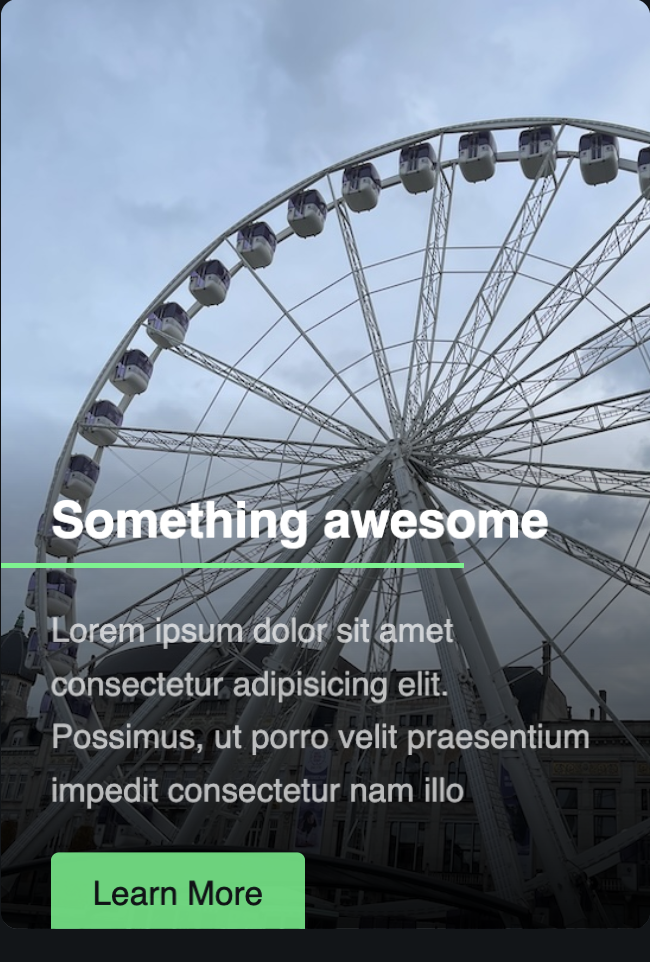 Something awesome
Lorem ipsum dolor sit amet
consectetur adipisicing elit.
Possimus, ut porro velit praesentium
impedit consectetur nam illo
Learn More